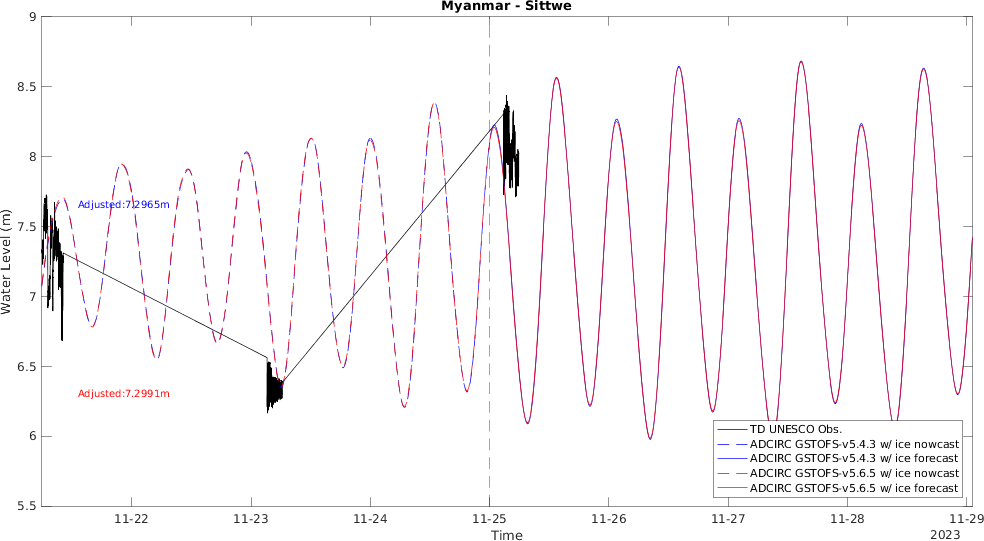 Myanmar - Sittwe
9
8.5
8
7.5
7
6.5
6
5.5
Water Level (m)
Adjusted:7.2965m
Adjusted:7.2991m
TD UNESCO Obs.
ADCIRC GSTOFS-v5.4.3 w/ ice nowcast
ADCIRC GSTOFS-v5.4.3 w/ ice forecast
ADCIRC GSTOFS-v5.6.5 w/ ice nowcast
ADCIRC GSTOFS-v5.6.5 w/ ice forecast
11-22 11-23 11-24 11-25 11-26 11-27 11-28 11-29
Time
2023